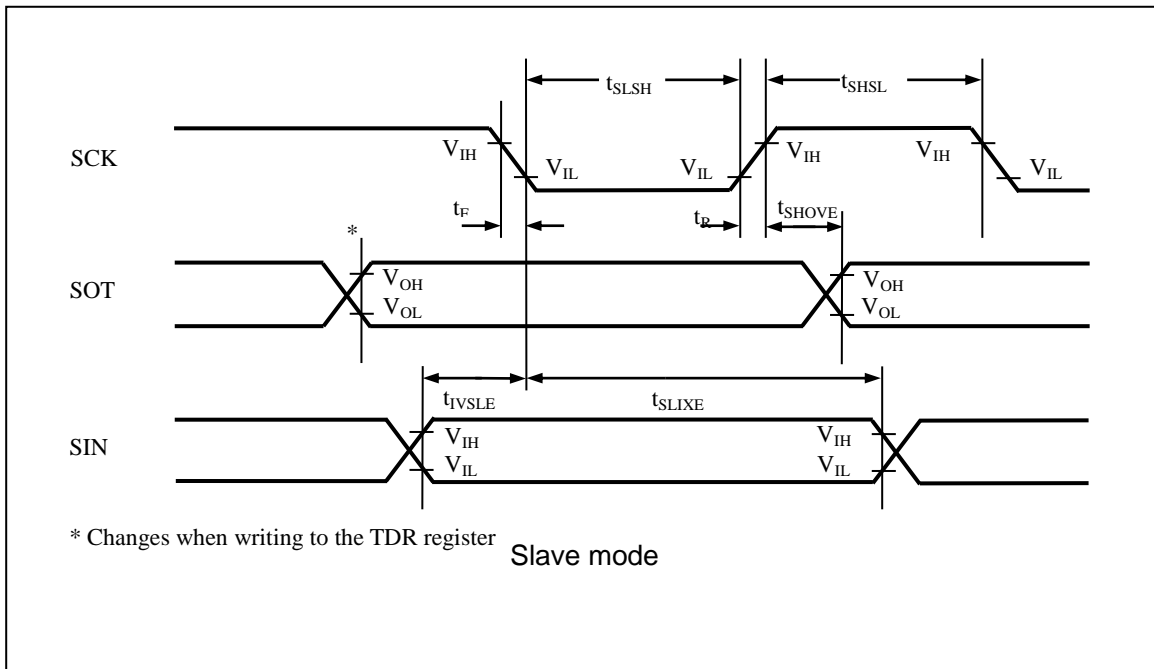 tSLSH
tSHSL
SCK
VIH
VIL
VIL
VIH
VIH
VIL
tF
tR
tSHOVE
*
SOT
VOH
VOL
VOH
VOL
tIVSLE
tSLIXE
SIN
VIH
VIL
VIH
VIL
* Changes when writing to the TDR register
Slave mode